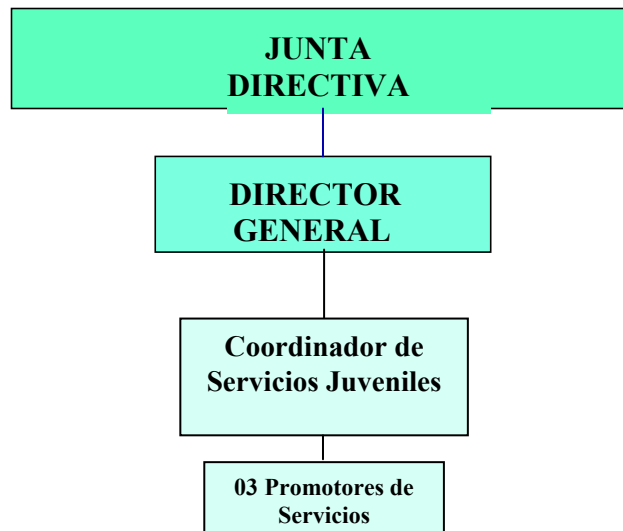 JUNTA
DIRECTIVA
DIRECTOR
GENERAL
Coordinador de
Servicios Juveniles
03 Promotores de
Servicios